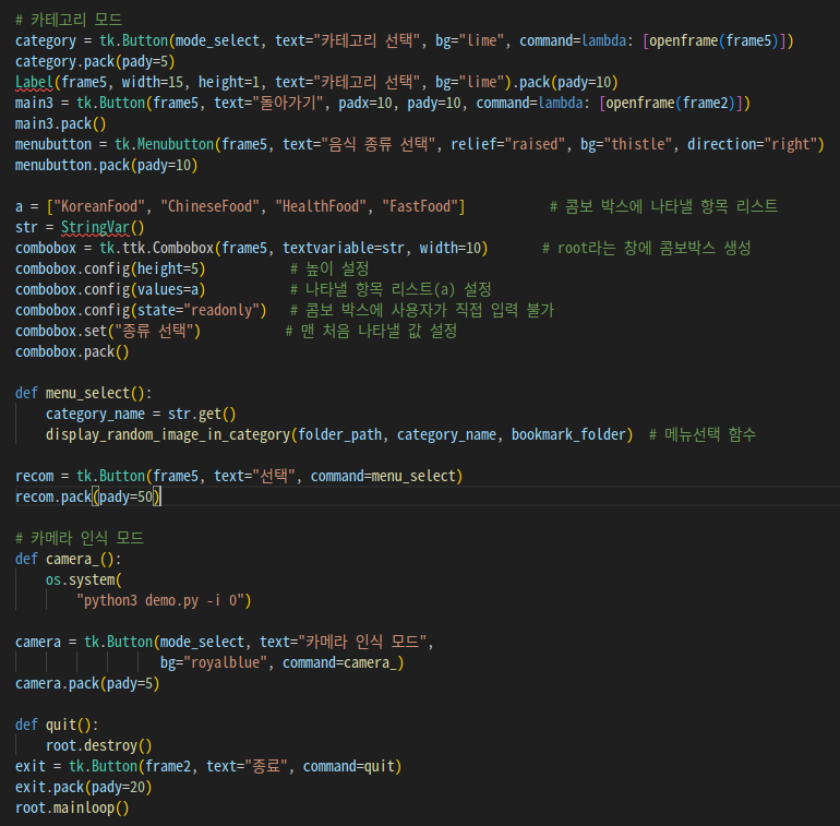 # 카테고리 모드
category = tk.Button(mode_select, text="카테고리 선택", bg="lime", command=lambda: [openframe(frame5)])
category.pack(pady=5)
Label(frame5, width=15, height=1, text="카테고리 선택", bg="lime").pack(pady=10)
main3 = tk.Button(frame5, text="돌아가기", padx=10, pady=10, command=lambda: [openframe(frame2)])
main3.pack()
menubutton = tk.Menubutton(frame5, text="음식 종류 선택", relief="raised", bg="thistle", direction="right")
menubutton.pack(pady=10)
a = ["KoreanFood", "ChineseFood", "HealthFood", "FastFood"] # 콤보 박스에 나타낼 항목 리스트
str = StringVar()
combobox = tk.ttk.Combobox(frame5, textvariable=str, width=10) # root라는 창에 콤보박스 생성
combobox.config(height=5) # 높이 설정
combobox.config(values=a) # 나타낼 항목 리스트(a) 설정
combobox.config(state="readonly") # 콤보 박스에 사용자가 직접 입력 불가
combobox.set("종류 선택") # 맨 처음 나타낼 값 설정
combobox.pack()
def menu_select():
    category_name = str.get()
    display_random_image_in_category(folder_path, category_name, bookmark_folder) # 메뉴선택 함수
recom = tk.Button(frame5, text="선택", command=menu_select)
recom.pack(pady=50)
# 카메라 인식 모드
def camera_():
    os.system(
        "python3 demo.py -i 0")
camera = tk.Button(mode_select, text="카메라 인식 모드",
                   bg="royalblue", command=camera_)
camera.pack(pady=5)
def quit():
    root.destroy()
exit = tk.Button(frame2, text="종료", command=quit)
exit.pack(pady=20)
root.mainloop()